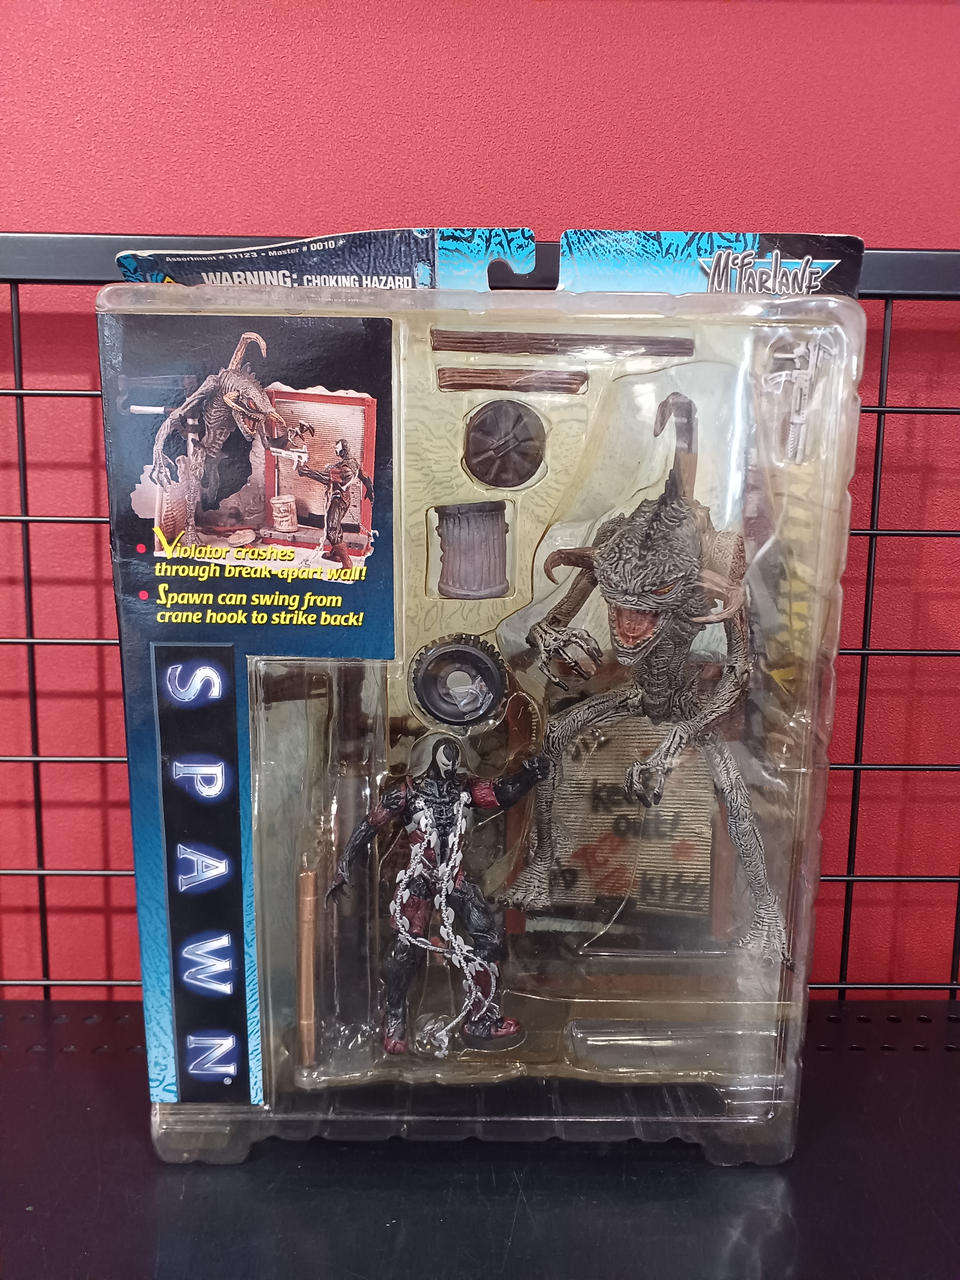 Assortment # 11123 • Master # 0010
WARNING: CHOKING HAZARD
McFARLANE
• Violator crashes
through break-apart wall!
• Spawn can swing from
crane hook to strike back!
SPAWN®
KISS